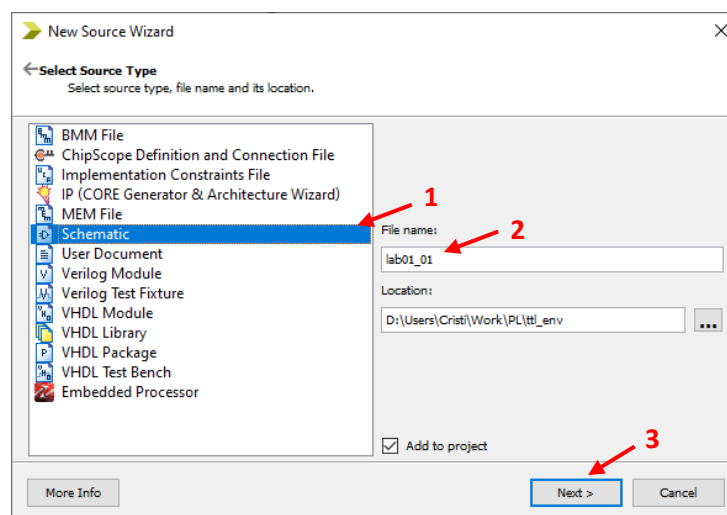 New Source Wizard
Select Source Type
Select source type, file name and its location.
BMM File
ChipScope Definition and Connection File
Implementation Constraints File
IP (CORE Generator & Architecture Wizard)
MEM File
Schematic
User Document
Verilog Module
Verilog Test Fixture
VHDL Module
VHDL Library
VHDL Package
VHDL Test Bench
Embedded Processor
1
File name:
2
lab01_01
Location:
D:\Users\Cristi\Work\PL\ttl_env
...
Add to project
3
More Info
Next >
Cancel